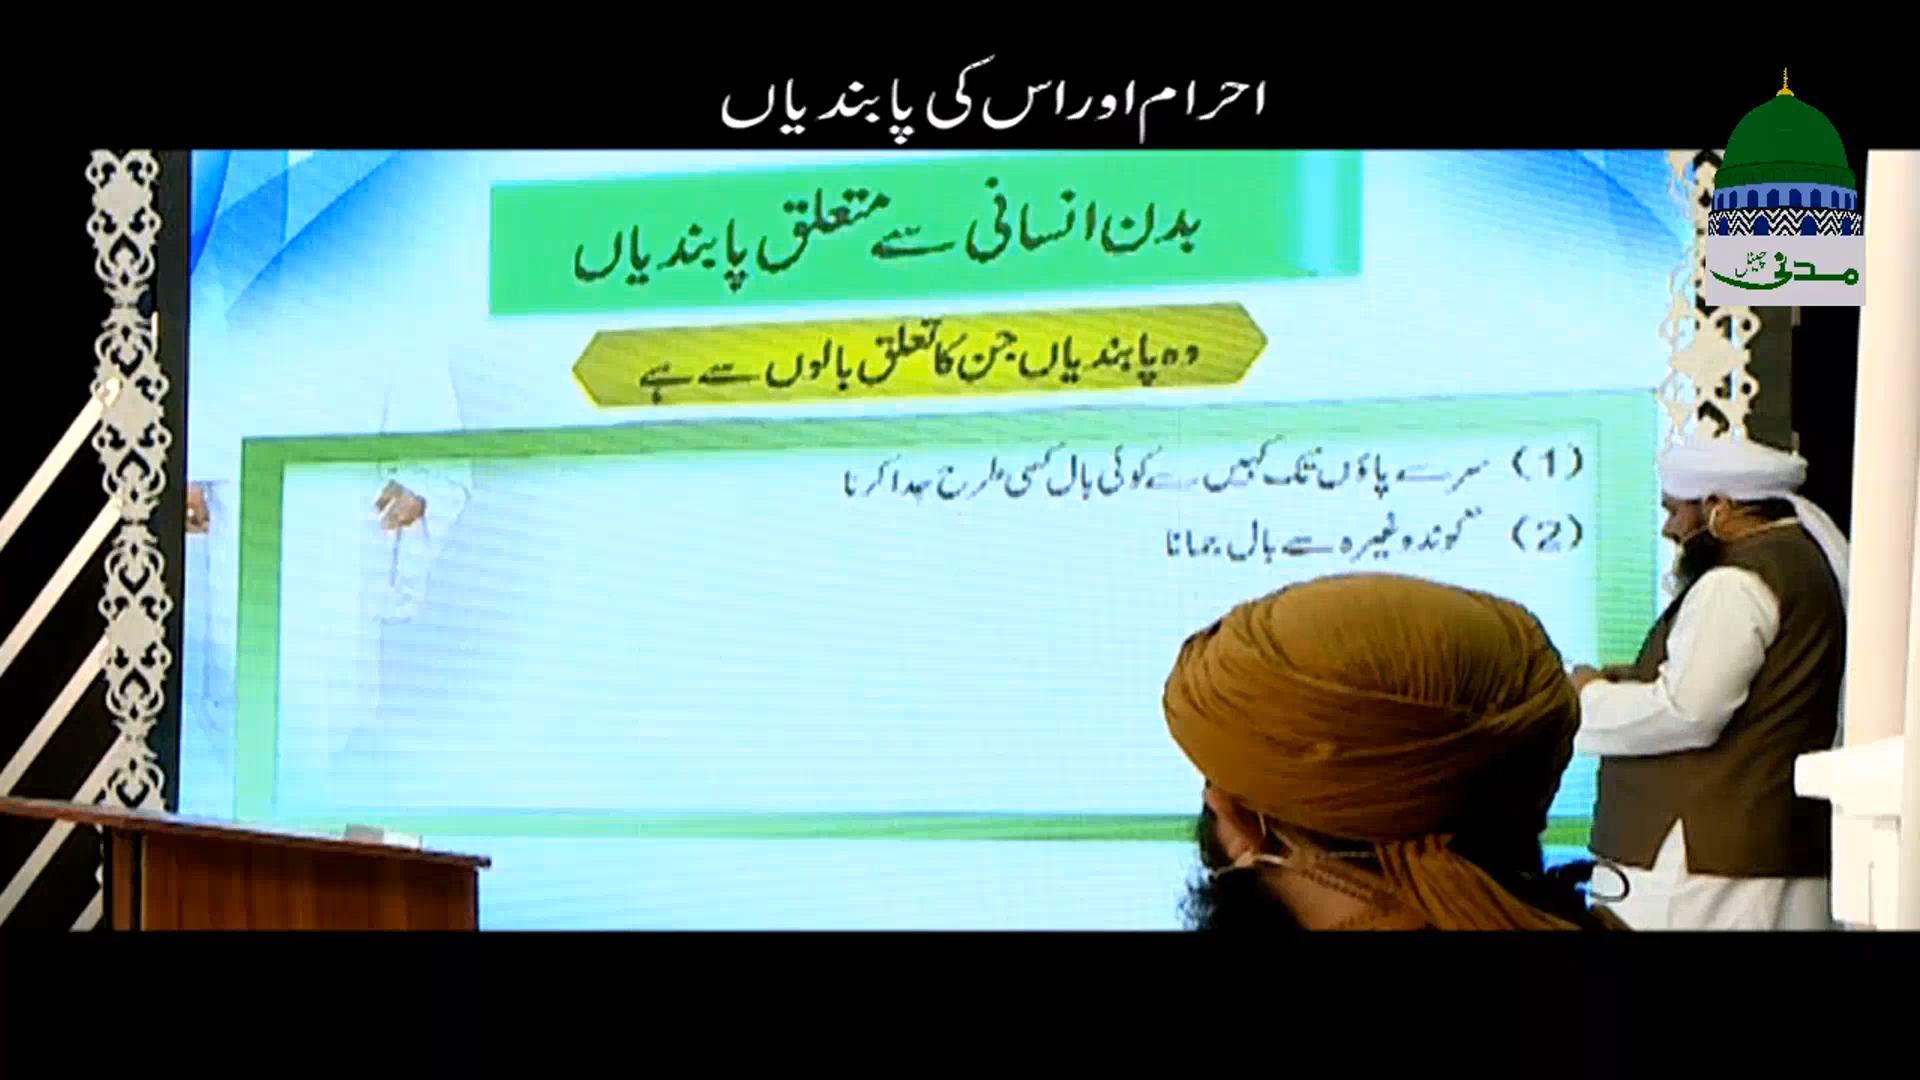 احرام اور اس کی پابندیاں
بدن انسانی سے متعلق پابندیاں
وہ پابندیاں جن کا تعلق بالوں سے ہے
(1) سر سے پاؤں تک کہیں سے کوئی بال کسی طرح جدا کرنا
(2) گوند وغیرہ سے بال جمانا
مدنی چینل